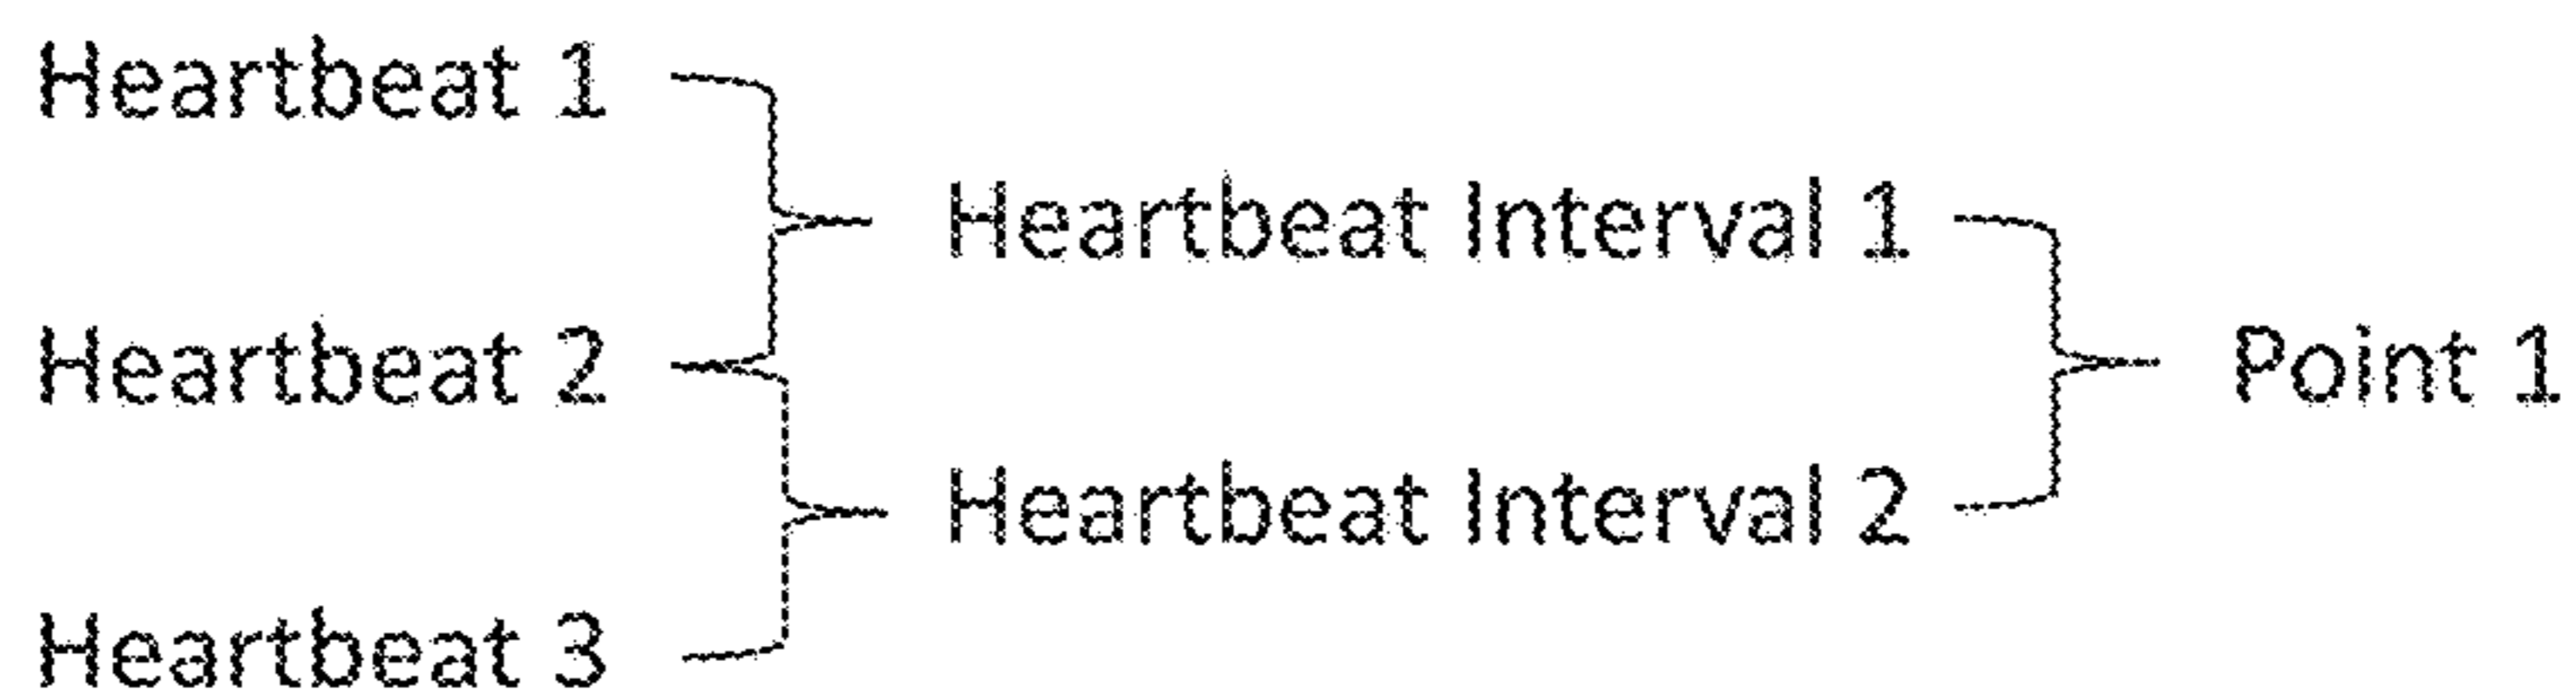 Heartbeat 1
Heartbeat Interval 1
Heartbeat 2
Point 1
Heartbeat Interval 2
Heartbeat 3